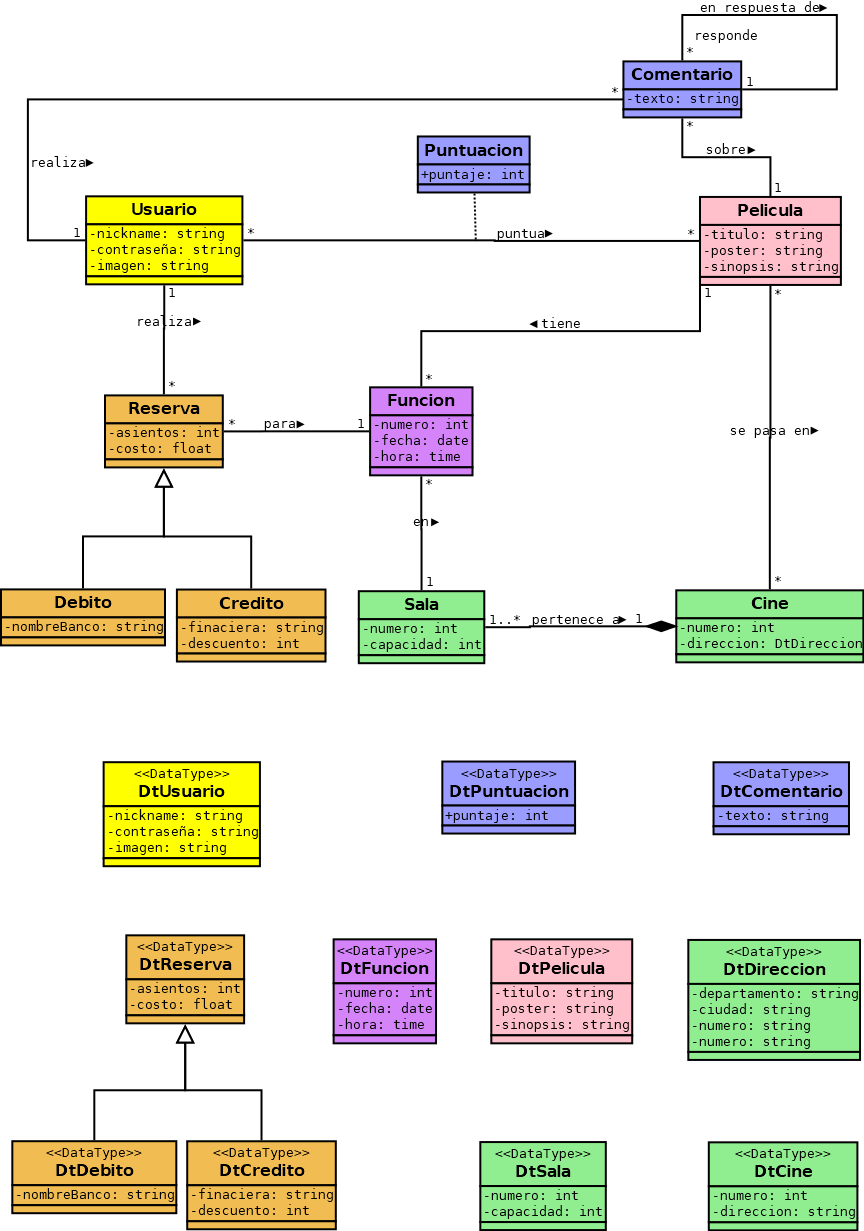 en respuesta de▶
responde
*
Comentario
1
-texto: string
*
*
sobre▶
1
Puntuacion
+puntaje: int
realiza▶
Usuario
-nickname: string
-contraseña: string
-imagen: string
1
*
puntua▶
*
Pelicula
-titulo: string
-poster: string
-sinopsis: string
1
1
*
realiza▶
◀tiene
*
*
Reserva
-asientos: int
-costo: float
*
para▶
1
Funcion
-numero: int
-fecha: date
-hora: time
se pasa en▶
*
en▶
1
*
Debito
-nombreBanco: string
Credito
-finaciera: string
-descuento: int
Sala
-numero: int
-capacidad: int
1..*
pertenece a▶
1
Cine
-numero: int
-direccion: DtDireccion
<<DataType>>
DtUsuario
-nickname: string
-contraseña: string
-imagen: string
<<DataType>>
DtPuntuacion
+puntaje: int
<<DataType>>
DtComentario
-texto: string
<<DataType>>
DtReserva
-asientos: int
-costo: float
<<DataType>>
DtFuncion
-numero: int
-fecha: date
-hora: time
<<DataType>>
DtPelicula
-titulo: string
-poster: string
-sinopsis: string
<<DataType>>
DtDireccion
-departamento: string
-ciudad: string
-numero: string
-numero: string
<<DataType>>
DtDebito
-nombreBanco: string
<<DataType>>
DtCredito
-finaciera: string
-descuento: int
<<DataType>>
DtSala
-numero: int
-capacidad: int
<<DataType>>
DtCine
-numero: int
-direccion: string